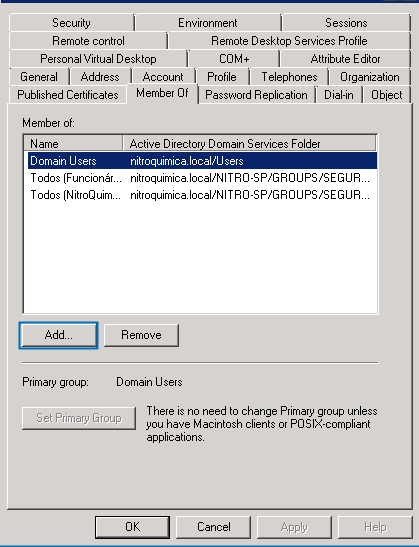 Security Environment Sessions
Remote control Remote Desktop Services Profile
Personal Virtual Desktop COM+ Attribute Editor
General Address Account Profile Telephones Organization
Published Certificates Member Of Password Replication Dial-in Object
Member of:
Name Active Directory Domain Services Folder
Domain Users nitroquimica.local/Users
Todos (Funcionár... nitroquimica.local/NITRO-SP/GROUPS/SEGUR...
Todos (NitroQuim... nitroquimica.local/NITRO-SP/GROUPS/SEGUR...
Add... Remove
Primary group: Domain Users
Set Primary Group
There is no need to change Primary group unless
you have Macintosh clients or POSIX-compliant
applications.
OK Cancel Apply Help